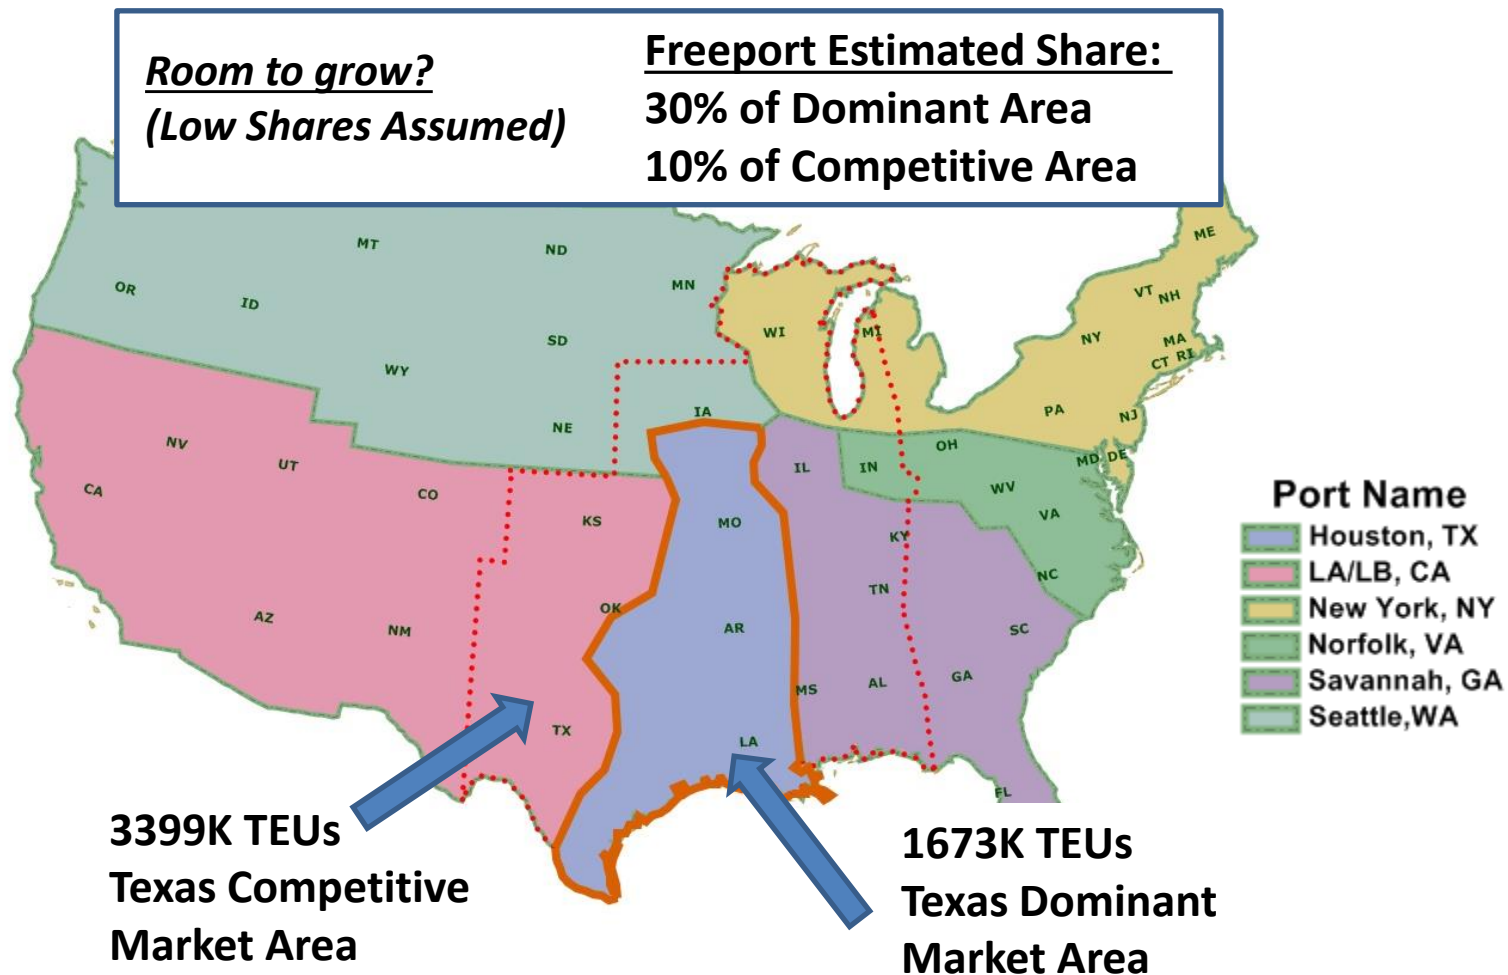 Room to grow?
(Low Shares Assumed)
Freeport Estimated Share:
30% of Dominant Area
10% of Competitive Area
ME
MT
ND
MN
OR
ID
VT
NH
WI
MI
NY
MA
SD
CT
RI
WY
IA
PA
NJ
NE
NV
UT
OH
MD
DE
IL
IN
CA
CO
WV
KS
MO
VA
KY
NC
TN
OK
AZ
NM
AR
SC
GA
MS
AL
TX
LA
FL
Port Name
Houston, TX
LA/LB, CA
New York, NY
Norfolk, VA
Savannah, GA
Seattle,WA
3399K TEUs
Texas Competitive
Market Area
1673K TEUs
Texas Dominant
Market Area